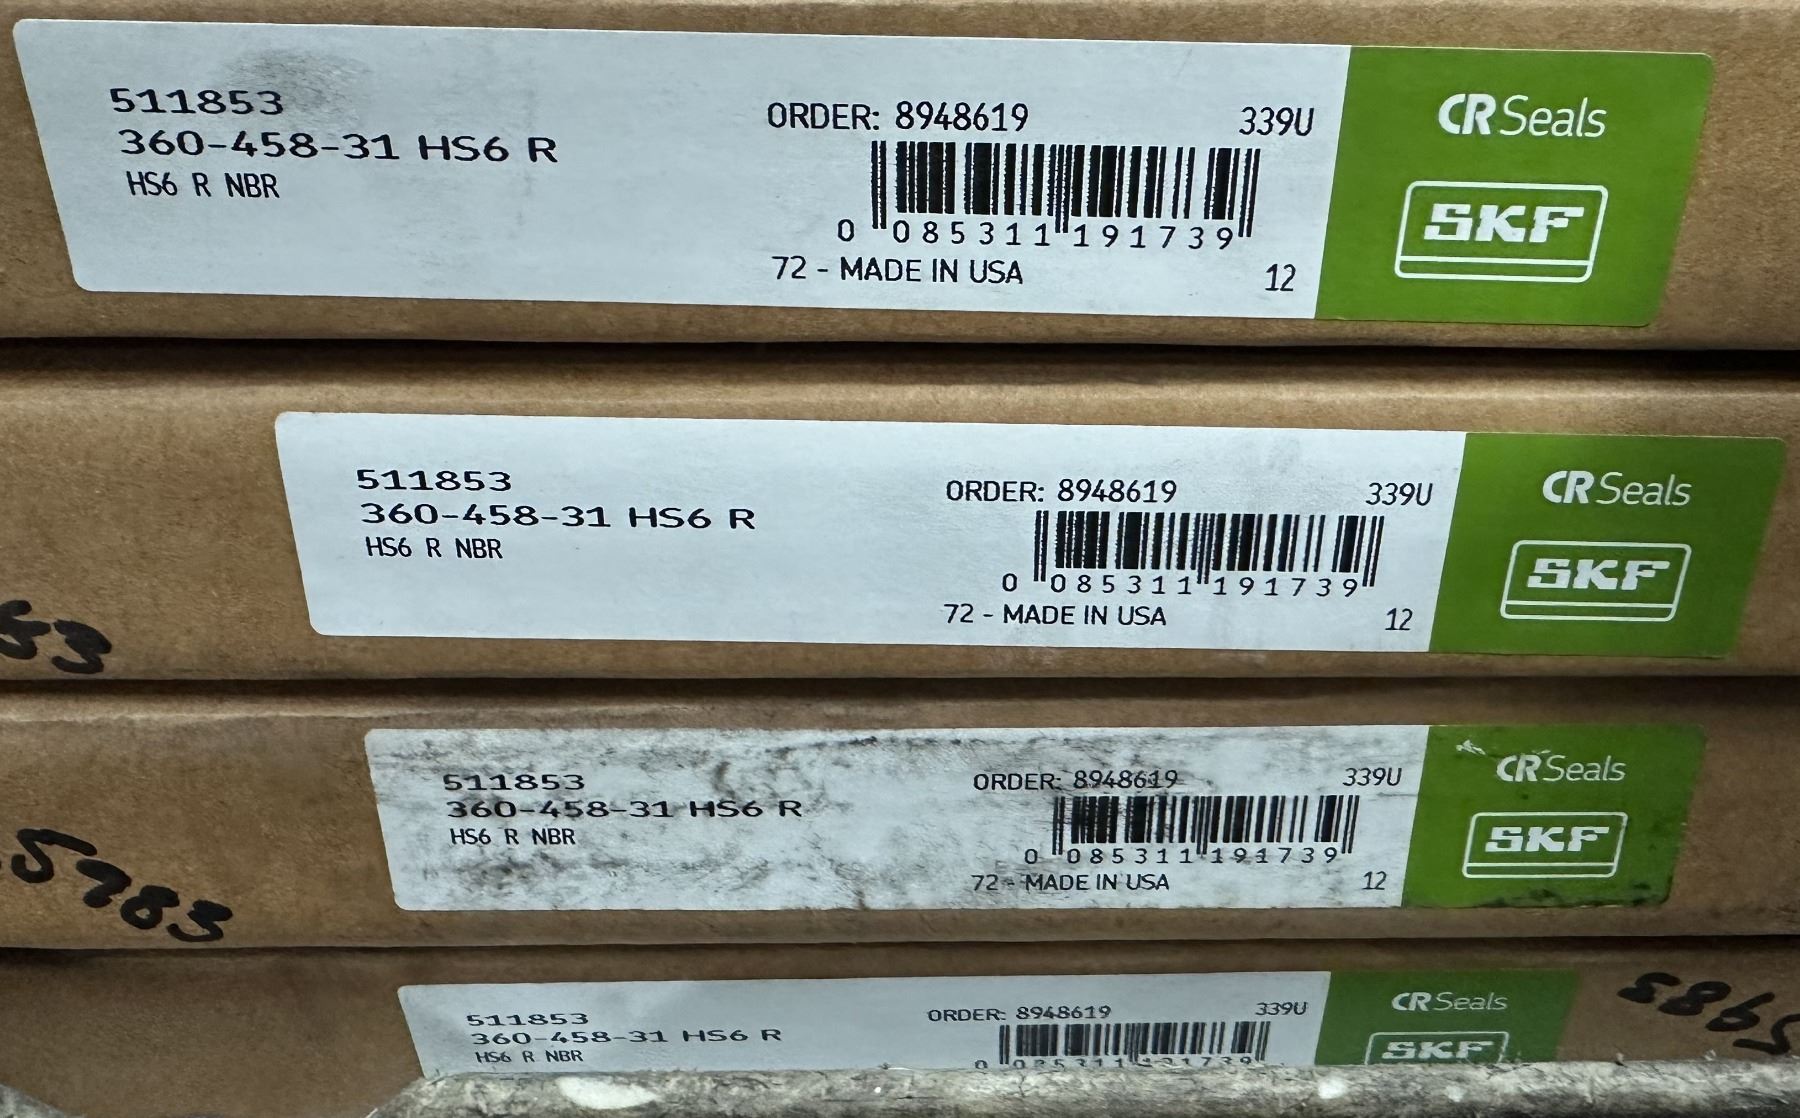 511853
360-458-31 HS6 R
HS6 R NBR
ORDER: 8948619 339U
0 085311 191739
72 - MADE IN USA 12
CR Seals
SKF
511853
360-458-31 HS6 R
HS6 R NBR
ORDER: 8948619 339U
0 085311 191739
72 - MADE IN USA 12
CR Seals
SKF
53
511853
360-458-31 HS6 R
HS6 R NBR
ORDER: 8948619 339U
0 085311 191739
72 - MADE IN USA 12
CR Seals
SKF
511853
360-458-31 HS6 R
HS6 R NBR
ORDER: 8948619 339U
0 085311 191739
CR Seals
SKF